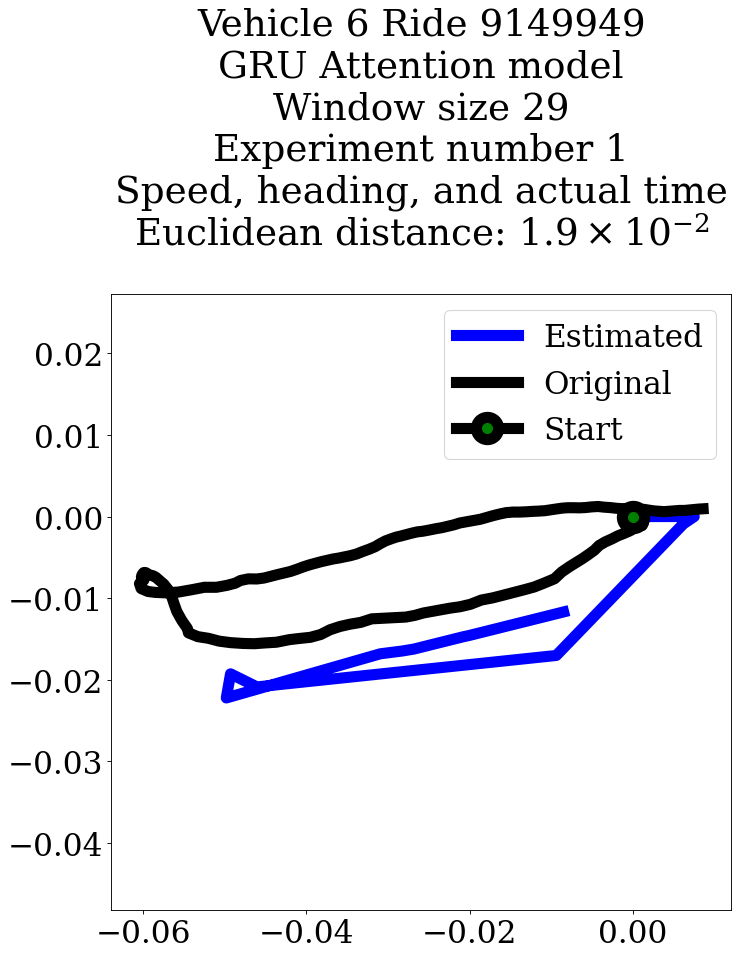 Vehicle 6 Ride 9149949
GRU Attention model
Window size 29
Experiment number 1
Speed, heading, and actual time
Euclidean distance: 1.9 × 10⁻²
Estimated
Original
Start
0.02
0.01
0.00
−0.01
−0.02
−0.03
−0.04
−0.06 −0.04 −0.02 0.00